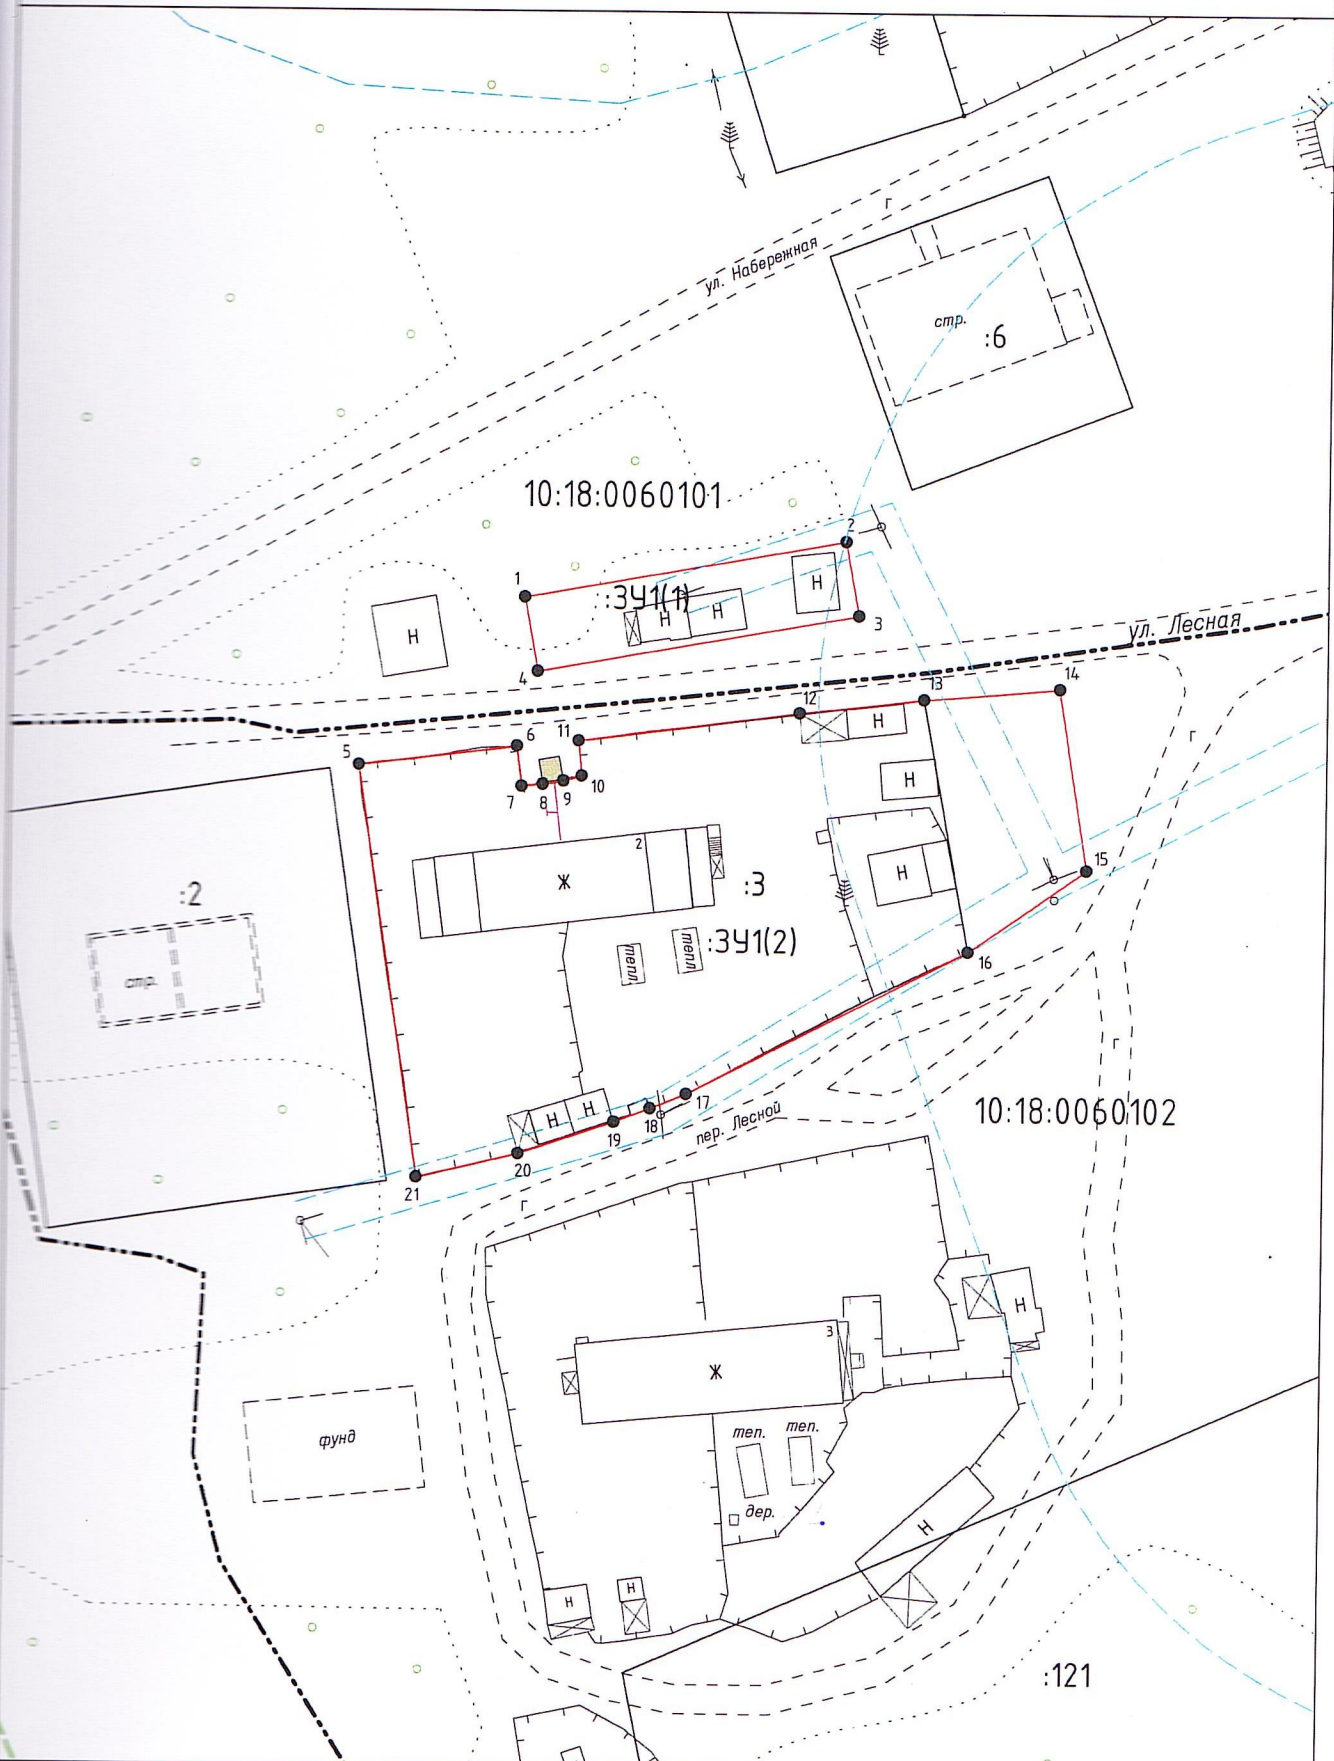 г
ул. Набережная
стр.
:6
10:18:0060101
2
1
:ЗУ1(1)
Н
Н
Н
Н
3
4
ул. Лесная
14
13
12
Н
11
6
5
г
Н
10
9
8
7
2
15
Ж
:3
Н
:2
тепл
тепл
:ЗУ1(2)
16
стр.
г
17
18
Г
Н
Н
19
пер. Лесной
10:18:0060102
20
21
г
Н
3
Ж
фунд
теп.
теп.
дер.
Н
Н
Н
:121